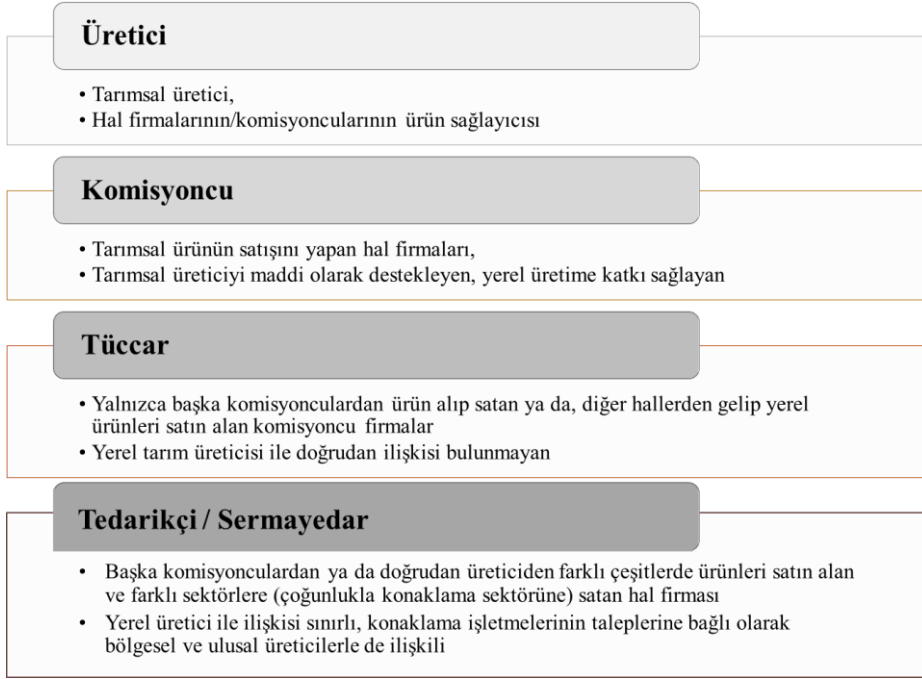 Üretici
• Tarımsal üretici,
• Hal firmalarının/komisyoncularının ürün sağlayıcısı
Komisyoncu
• Tarımsal ürünün satışını yapan hal firmaları,
• Tarımsal üreticiyi maddi olarak destekleyen, yerel üretime katkı sağlayan
Tüccar
• Yalnızca başka komisyonculardan ürün alıp satan ya da, diğer hallerden gelip yerel
ürünleri satın alan komisyoncu firmalar
• Yerel tarım üreticisi ile doğrudan ilişkisi bulunmayan
Tedarikçi / Sermayedar
• Başka komisyonculardan ya da doğrudan üreticiden farklı çeşitlerde ürünleri satın alan
ve farklı sektörlere (çoğunlukla konaklama sektörüne) satan hal firması
• Yerel üretici ile ilişkisi sınırlı, konaklama işletmelerinin taleplerine bağlı olarak
bölgesel ve ulusal üreticilerle de ilişkili